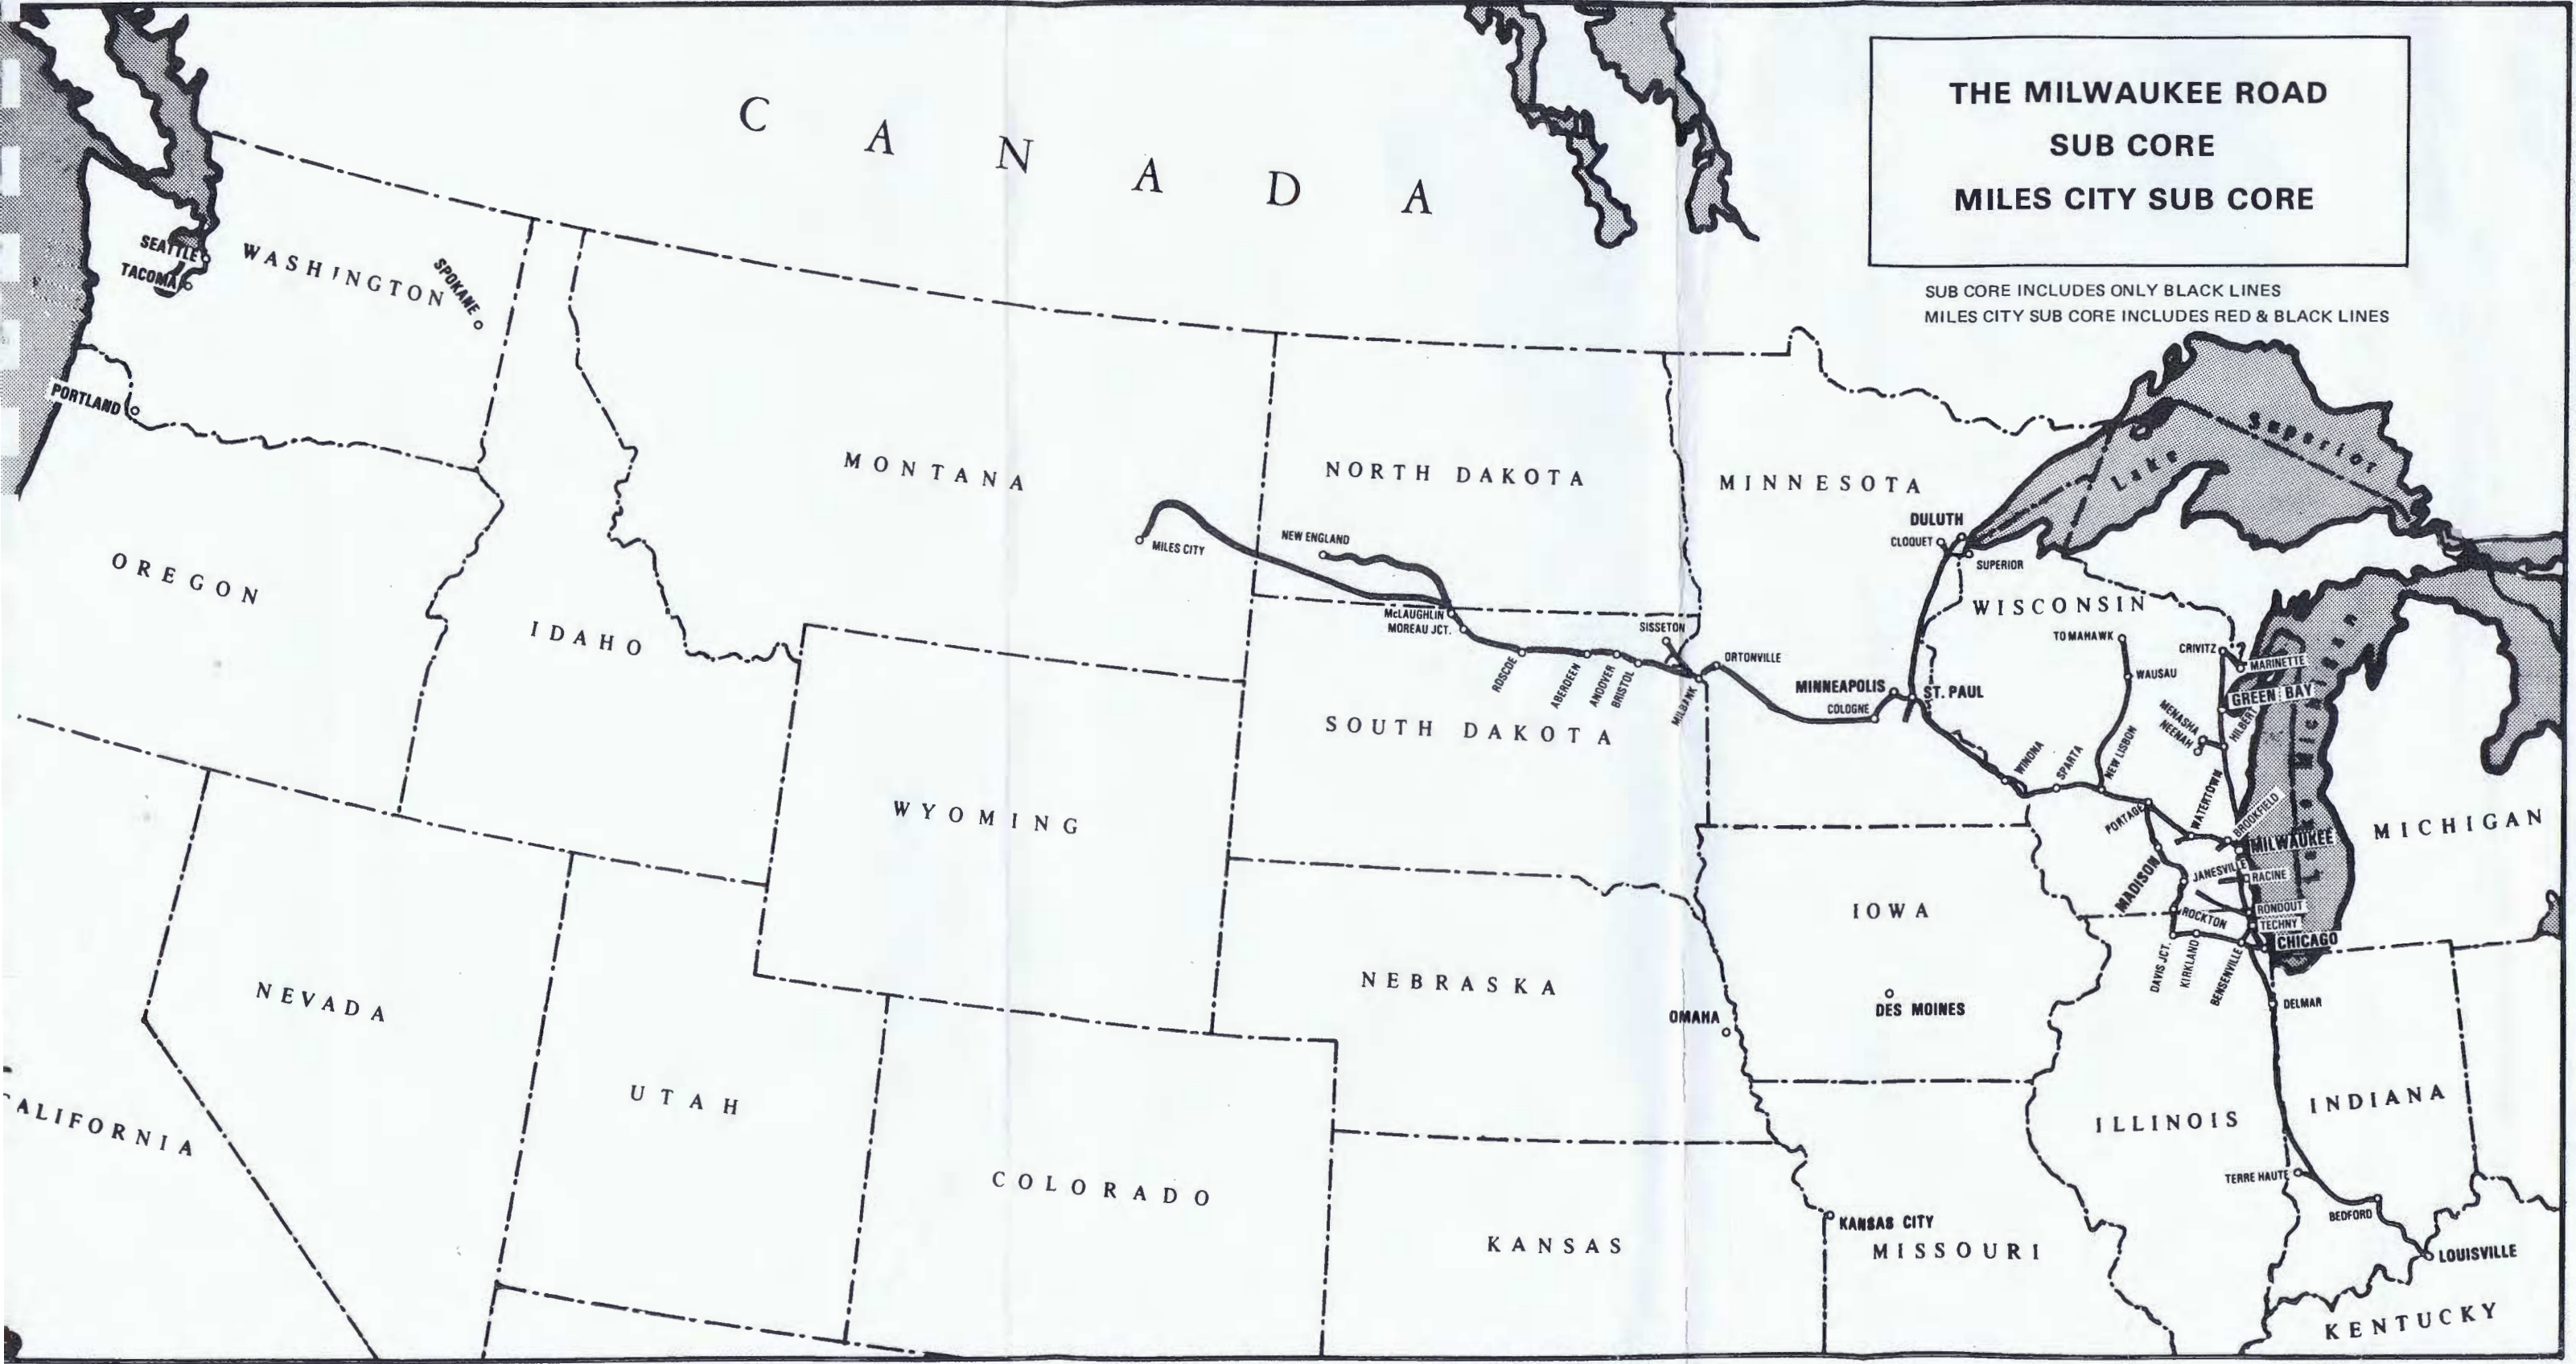 THE MILWAUKEE ROAD
SUB CORE
MILES CITY SUB CORE
SUB CORE INCLUDES ONLY BLACK LINES
MILES CITY SUB CORE INCLUDES RED & BLACK LINES
CANADA
SEATTLE
TACOMA
WASHINGTON
SPOKANE
PORTLAND
OREGON
IDAHO
MONTANA
MILES CITY
NORTH DAKOTA
NEW ENGLAND
McLAUGHLIN
MOREAU JCT.
SOUTH DAKOTA
ROSCOE
ABERDEEN
ANDOVER
BRISTOL
SISSETON
MILBANK
ORTONVILLE
MINNESOTA
MINNEAPOLIS
COLOGNE
ST. PAUL
DULUTH
CLOQUET
SUPERIOR
Lake Superior
WISCONSIN
TOMAHAWK
WAUSAU
CRIVITZ
MARINETTE
GREEN BAY
MENASHA
NEENAH
HILBERT
WINONA
SPARTA
NEW LISBON
PORTAGE
WATERTOWN
BROOKFIELD
MILWAUKEE
MADISON
JANESVILLE
RACINE
ROCKTON
RONDOUT
TECHNY
CHICAGO
DAVIS JCT.
KIRKLAND
BENSENVILLE
DELMAR
Lake Michigan
MICHIGAN
WYOMING
NEBRASKA
OMAHA
IOWA
DES MOINES
NEVADA
UTAH
CALIFORNIA
COLORADO
KANSAS
KANSAS CITY
MISSOURI
ILLINOIS
INDIANA
TERRE HAUTE
BEDFORD
LOUISVILLE
KENTUCKY